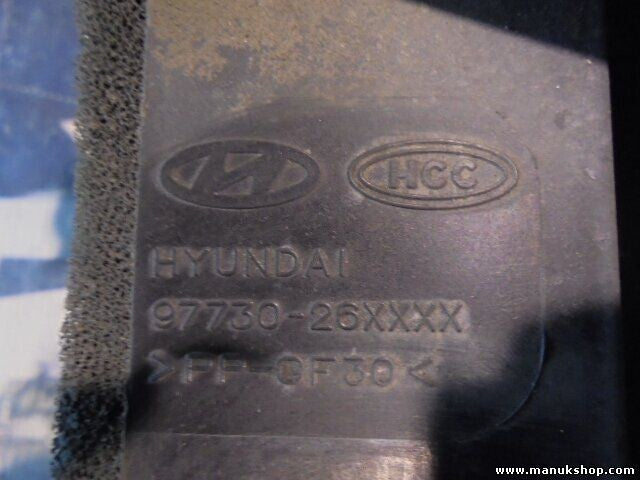 HCC
HYUNDAI
97730-26XXXX
>PP-GF30<
www.manukshop.com